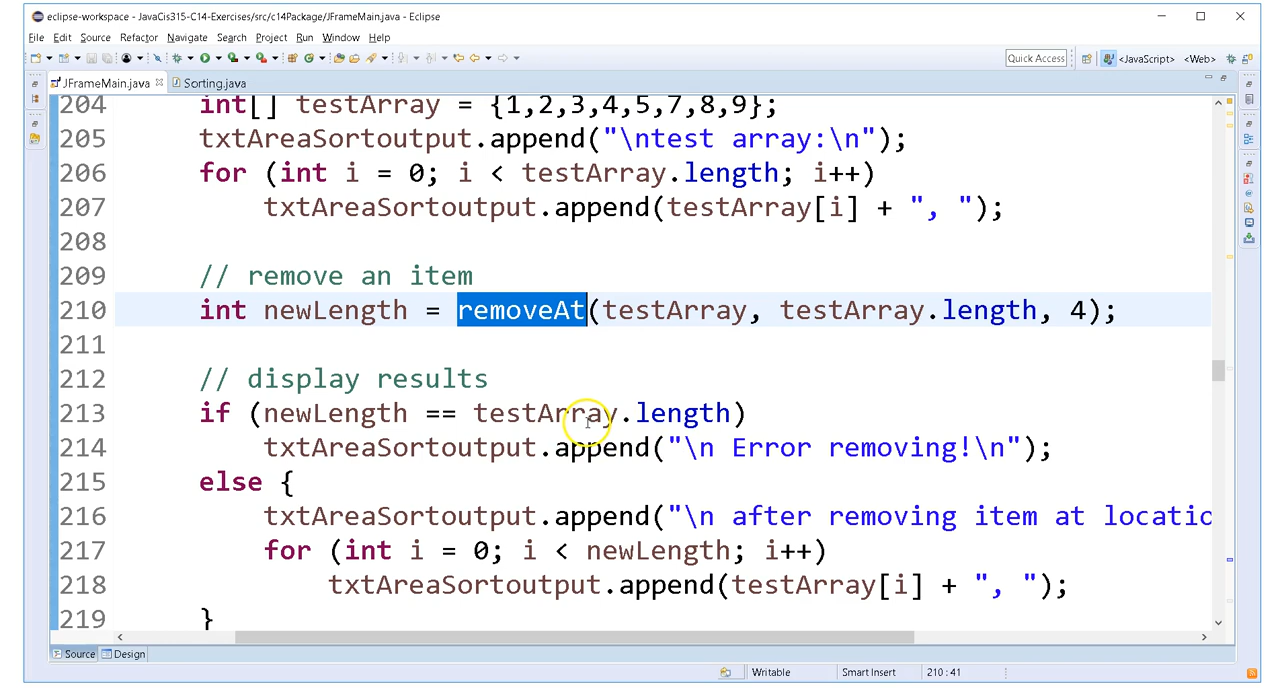 eclipse-workspace - JavaCis315-C14-Exercises/src/c14Package/JFrameMain.java - Eclipse
File Edit Source Refactor Navigate Search Project Run Window Help
Quick Access <JavaScript> <Web>
JFrameMain.java Sorting.java
204 int[] testArray = {1,2,3,4,5,7,8,9};
205 txtAreaSortoutput.append("\ntest array:\n");
206 for (int i = 0; i < testArray.length; i++)
207 txtAreaSortoutput.append(testArray[i] + ", ");
208
209 // remove an item
210 int newLength = removeAt(testArray, testArray.length, 4);
211
212 // display results
213 if (newLength == testArray.length)
214 txtAreaSortoutput.append("\n Error removing!\n");
215 else {
216 txtAreaSortoutput.append("\n after removing item at locatio
217 for (int i = 0; i < newLength; i++)
218 txtAreaSortoutput.append(testArray[i] + ", ");
219 }
Source Design
Writable Smart Insert 210 : 41